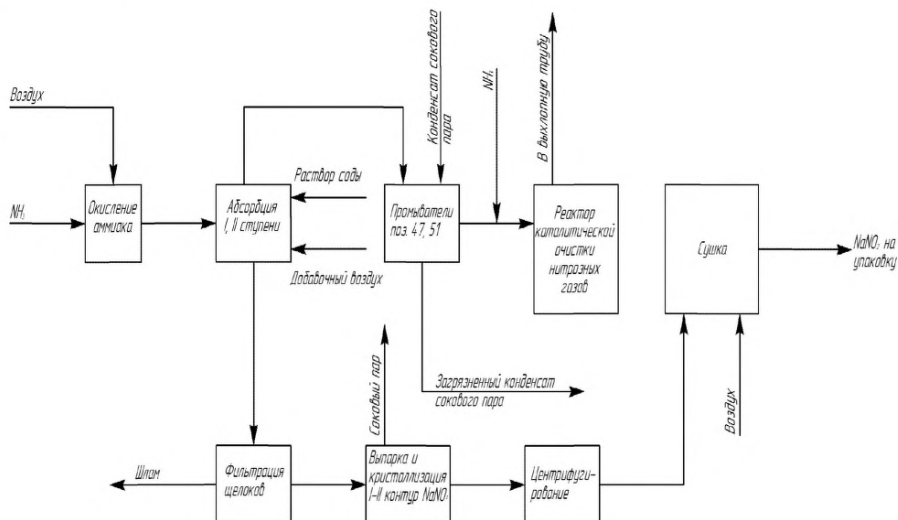 Воздух
NH₃
Окисление
аммиака
Абсорбция
I, II ступени
Раствор соды
Добавочный воздух
Конденсат сокового
пара
Промыватели
поз. 47, 51
NH₃
В выхлопную трубу
Реактор
каталитической
очистки
нитрозных
газов
Сушка
NaNO₂ на
упаковку
Воздух
Загрязненный конденсат
сокового пара
Соковый пар
Шлам
Фильтрация
щелоков
Выпарка и
кристаллизация
I-II контур NaNO₂
Центрифуги-
рование